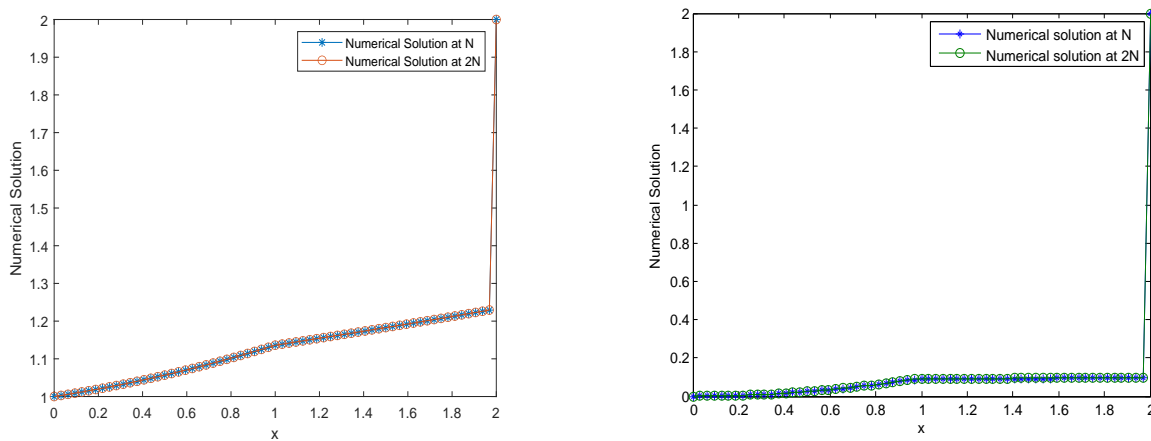 Numerical Solution at N
Numerical Solution at 2N
Numerical Solution
2
1.9
1.8
1.7
1.6
1.5
1.4
1.3
1.2
1.1
1
0 0.2 0.4 0.6 0.8 1 1.2 1.4 1.6 1.8 2
x
Numerical solution at N
Numerical solution at 2N
Numerical Solution
2
1.8
1.6
1.4
1.2
1
0.8
0.6
0.4
0.2
0
0 0.2 0.4 0.6 0.8 1 1.2 1.4 1.6 1.8 2
x